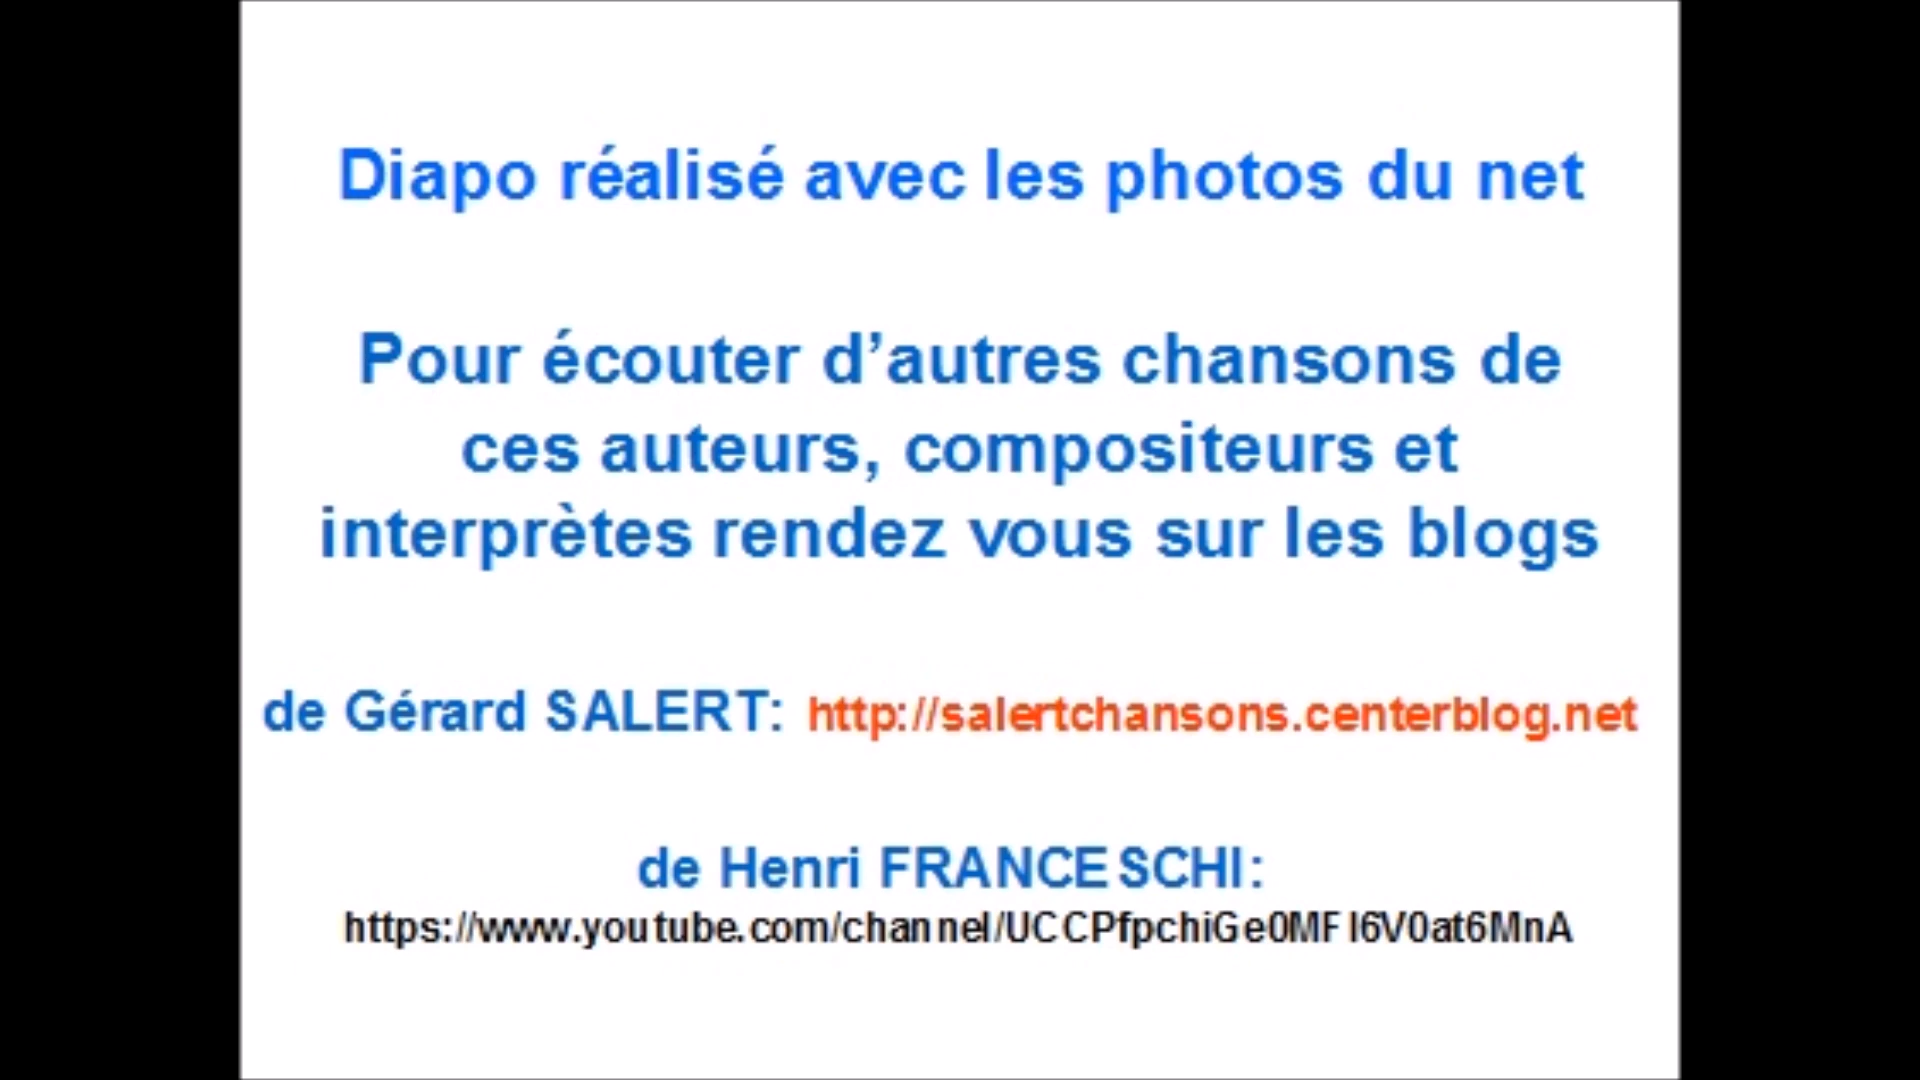 Diapo réalisé avec les photos du net
Pour écouter d'autres chansons de
ces auteurs, compositeurs et
interprètes rendez vous sur les blogs
de Gérard SALERT: http://salertchansons.centerblog.net
de Henri FRANCESCHI:
https://www.youtube.com/channel/UCCPfpchiGe0MFI6V0at6MnA